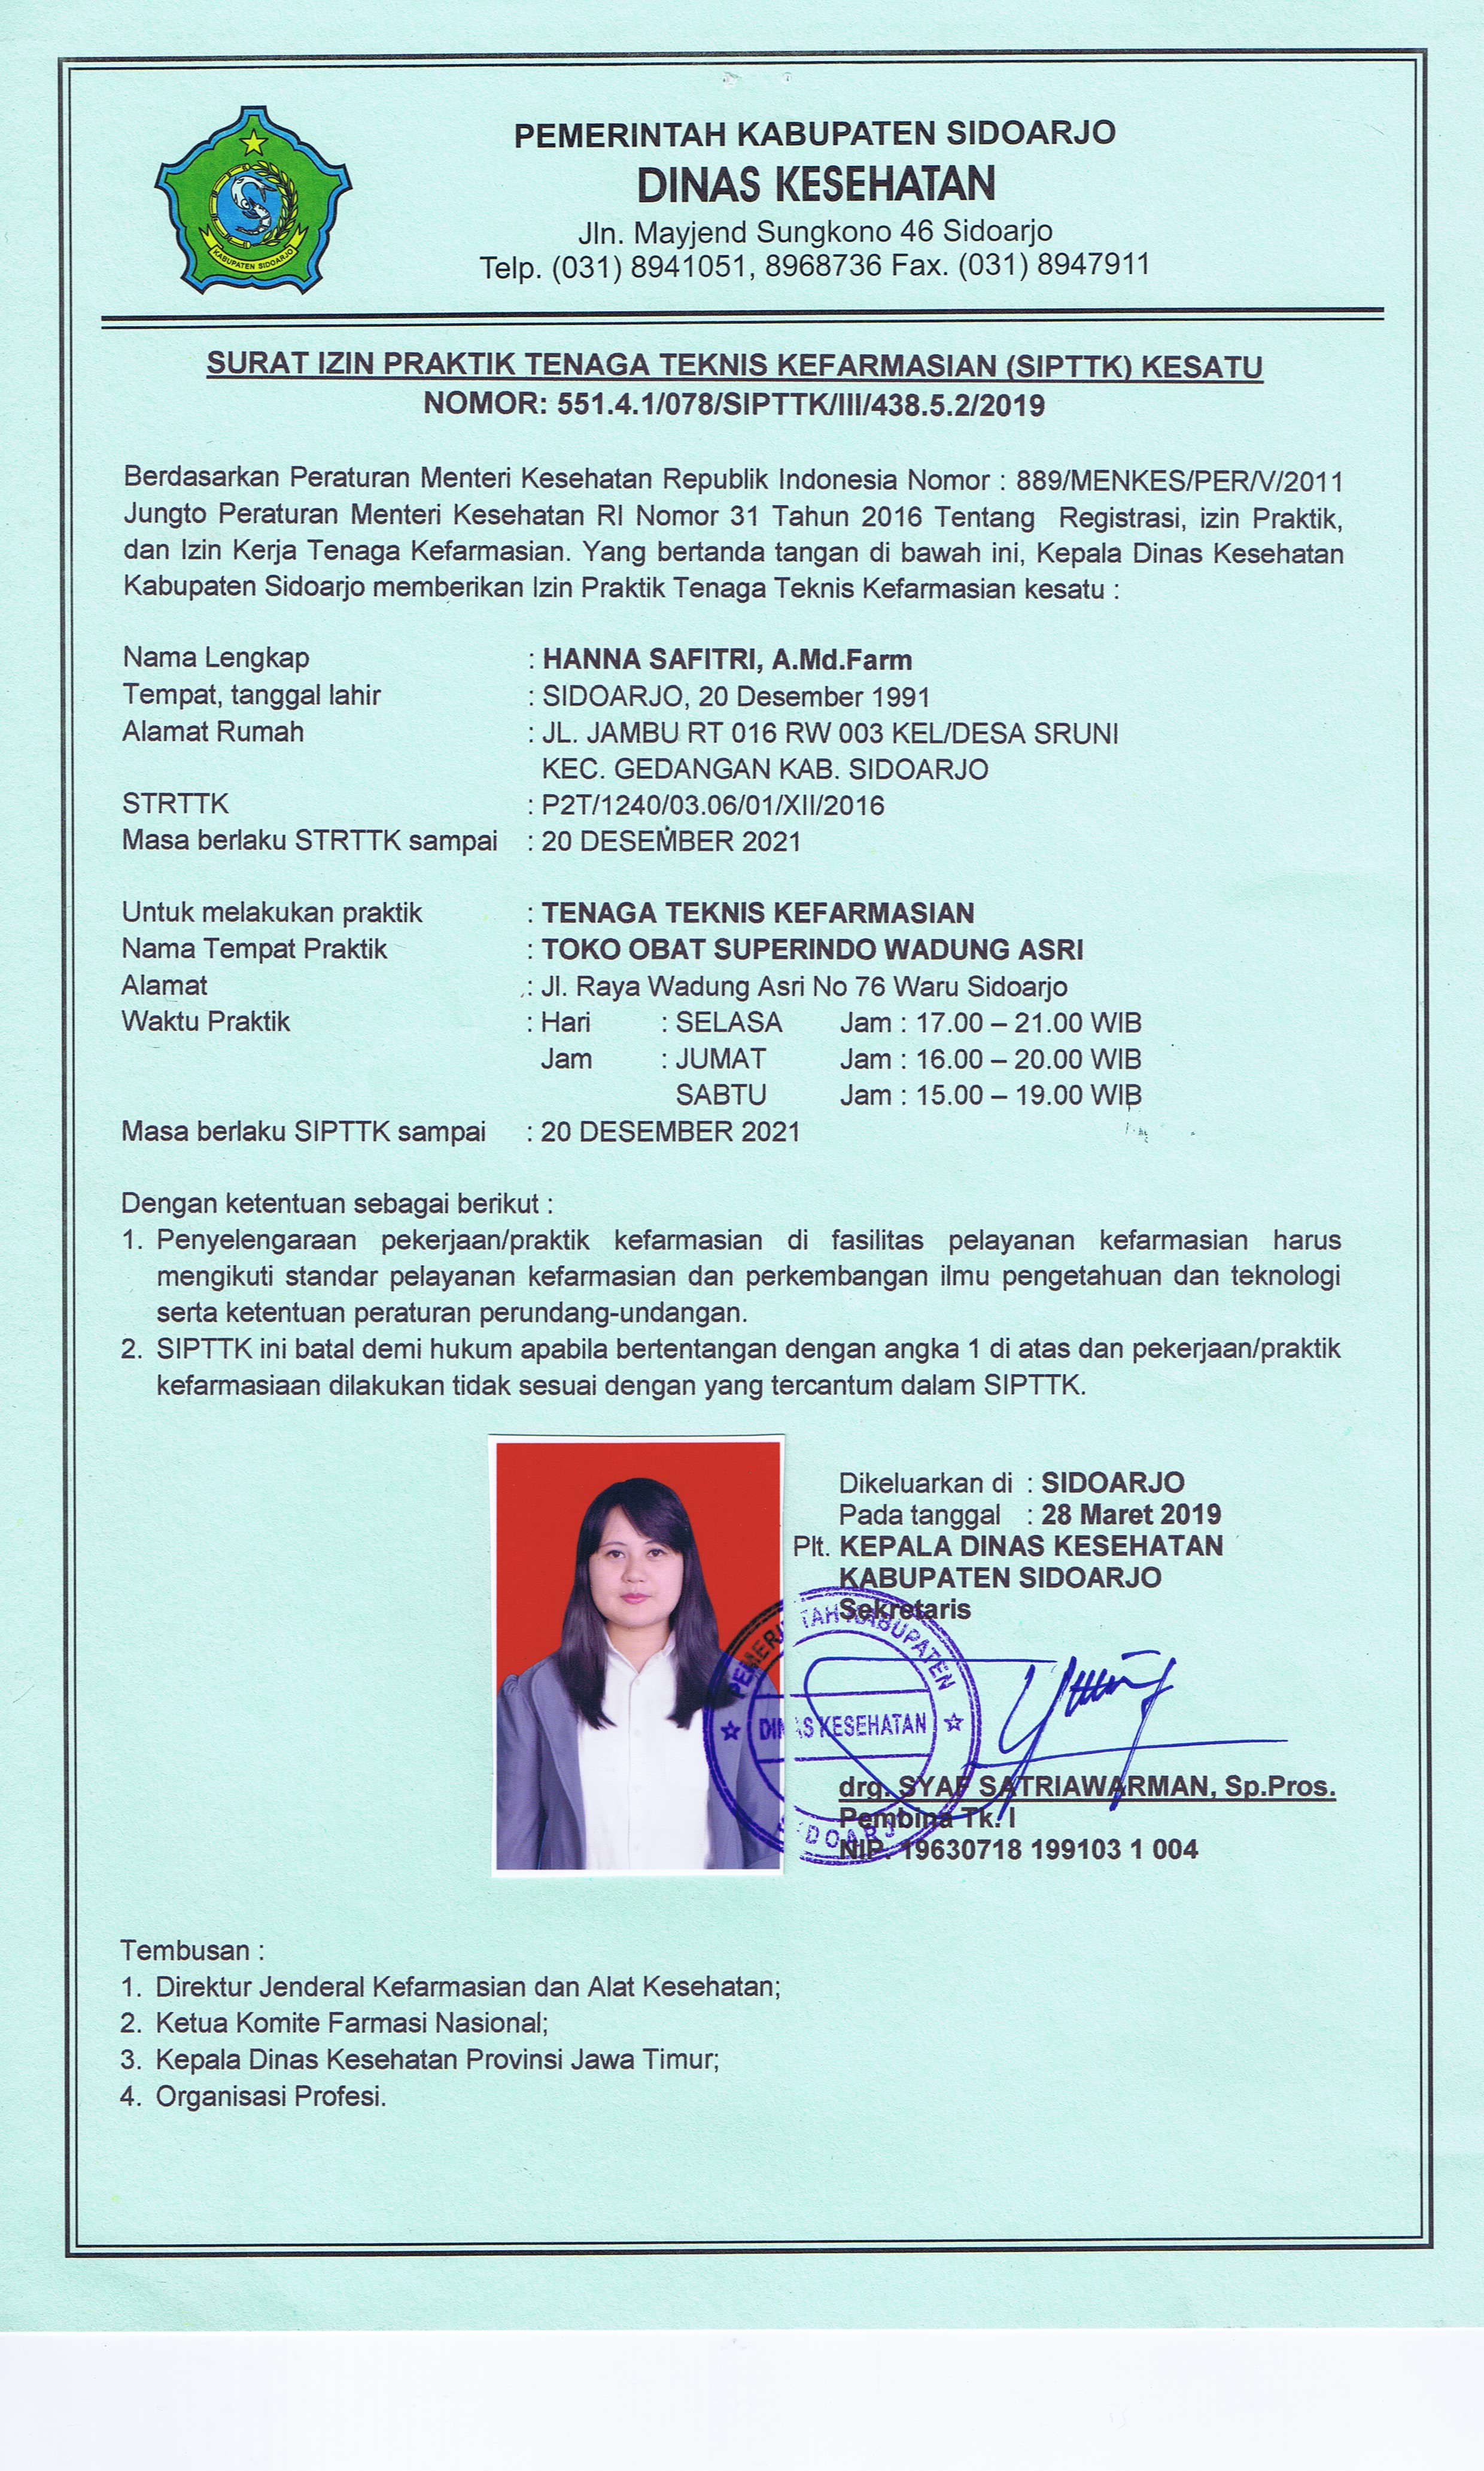 PEMERINTAH KABUPATEN SIDOARJO
DINAS KESEHATAN
Jln. Mayjend Sungkono 46 Sidoarjo
Telp. (031) 8941051, 8968736 Fax. (031) 8947911
KABUPATEN SIDOARJO
SURAT IZIN PRAKTIK TENAGA TEKNIS KEFARMASIAN (SIPTTK) KESATU
NOMOR: 551.4.1/078/SIPTTK/III/438.5.2/2019
Berdasarkan Peraturan Menteri Kesehatan Republik Indonesia Nomor : 889/MENKES/PER/V/2011
Jungto Peraturan Menteri Kesehatan RI Nomor 31 Tahun 2016 Tentang Registrasi, izin Praktik,
dan Izin Kerja Tenaga Kefarmasian. Yang bertanda tangan di bawah ini, Kepala Dinas Kesehatan
Kabupaten Sidoarjo memberikan Izin Praktik Tenaga Teknis Kefarmasian kesatu :
Nama Lengkap : HANNA SAFITRI, A.Md.Farm
Tempat, tanggal lahir : SIDOARJO, 20 Desember 1991
Alamat Rumah : JL. JAMBU RT 016 RW 003 KEL/DESA SRUNI
KEC. GEDANGAN KAB. SIDOARJO
STRTTK : P2T/1240/03.06/01/XII/2016
Masa berlaku STRTTK sampai : 20 DESEMBER 2021
Untuk melakukan praktik : TENAGA TEKNIS KEFARMASIAN
Nama Tempat Praktik : TOKO OBAT SUPERINDO WADUNG ASRI
Alamat : Jl. Raya Wadung Asri No 76 Waru Sidoarjo
Waktu Praktik : Hari : SELASA Jam : 17.00 – 21.00 WIB
Jam : JUMAT Jam : 16.00 – 20.00 WIB
SABTU Jam : 15.00 – 19.00 WIB
Masa berlaku SIPTTK sampai : 20 DESEMBER 2021
Dengan ketentuan sebagai berikut :
1. Penyelengaraan pekerjaan/praktik kefarmasian di fasilitas pelayanan kefarmasian harus
mengikuti standar pelayanan kefarmasian dan perkembangan ilmu pengetahuan dan teknologi
serta ketentuan peraturan perundang-undangan.
2. SIPTTK ini batal demi hukum apabila bertentangan dengan angka 1 di atas dan pekerjaan/praktik
kefarmasiaan dilakukan tidak sesuai dengan yang tercantum dalam SIPTTK.
Dikeluarkan di : SIDOARJO
Pada tanggal : 28 Maret 2019
Plt. KEPALA DINAS KESEHATAN
KABUPATEN SIDOARJO
Sekretaris
DINAS KESEHATAN
drg. SYAF SATRIAWARMAN, Sp.Pros.
Pembina Tk. I
NIP. 19630718 199103 1 004
Tembusan :
1. Direktur Jenderal Kefarmasian dan Alat Kesehatan;
2. Ketua Komite Farmasi Nasional;
3. Kepala Dinas Kesehatan Provinsi Jawa Timur;
4. Organisasi Profesi.